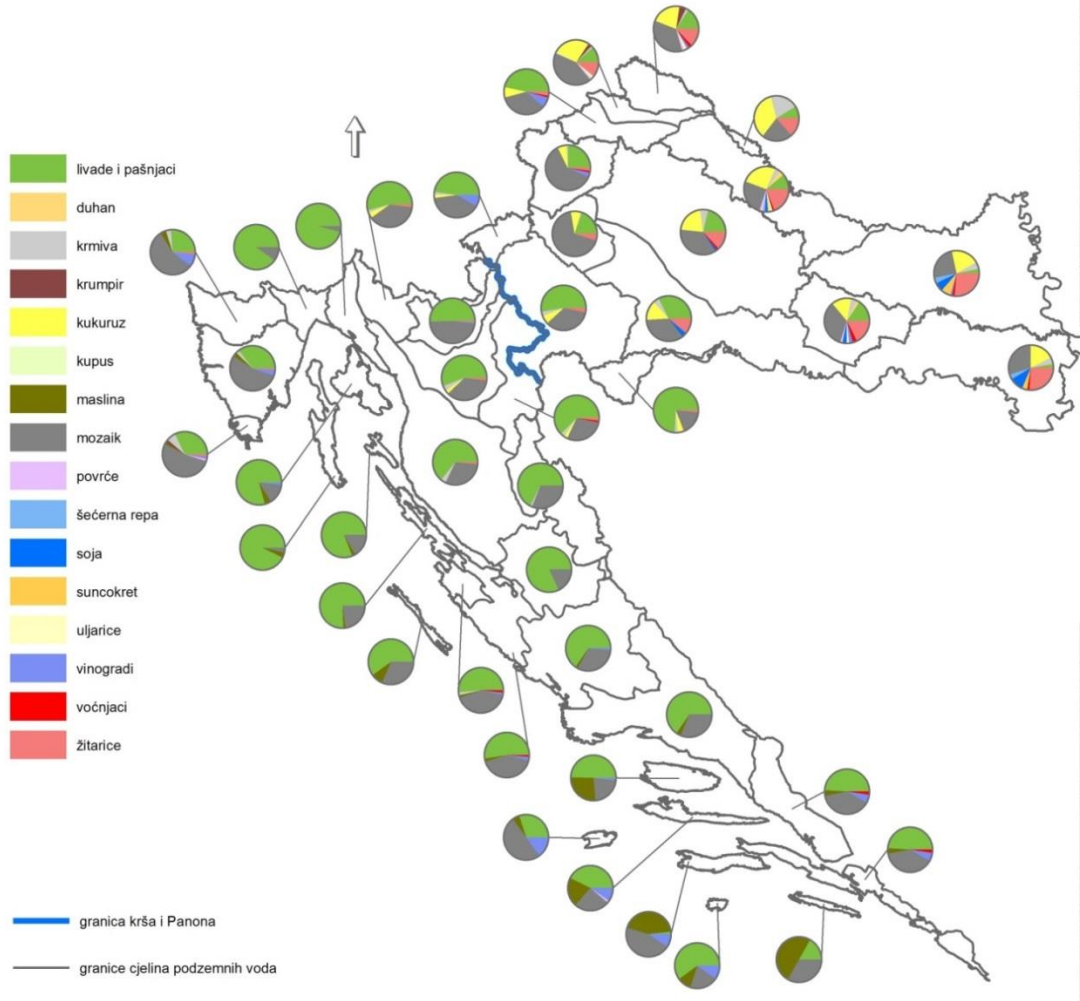 livade i pašnjaci
duhan
krmiva
krumpir
kukuruz
kupus
maslina
mozaik
povrće
šećerna repa
soja
suncokret
uljarice
vinogradi
voćnjaci
žitarice
granica krša i Panona
granice cjelina podzemnih voda